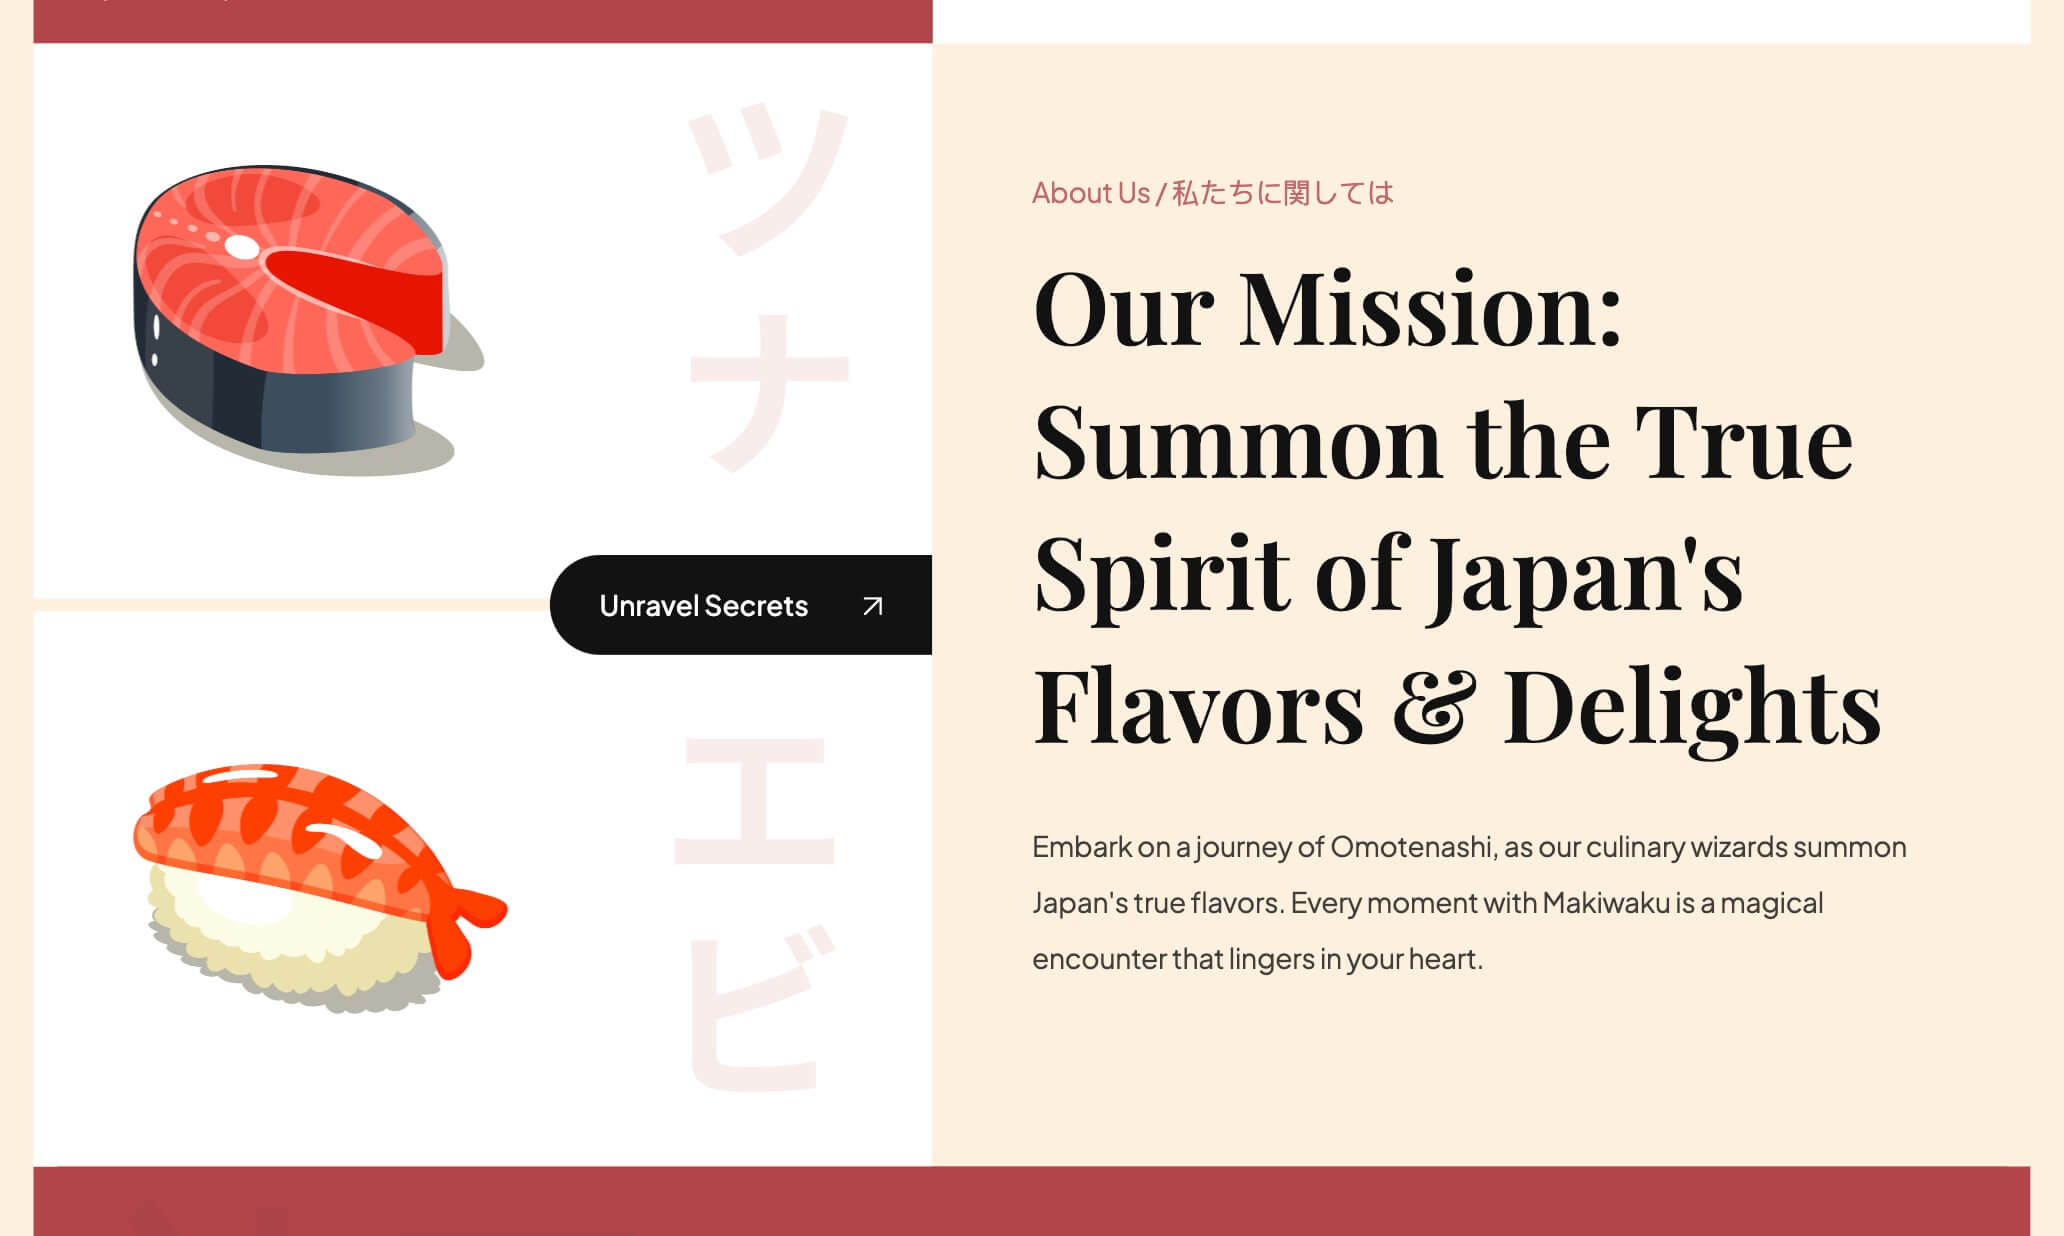 ツナ
Unravel Secrets
エビ
About Us / 私たちに関しては
Our Mission:
Summon the True
Spirit of Japan's
Flavors & Delights
Embark on a journey of Omotenashi, as our culinary wizards summon
Japan's true flavors. Every moment with Makiwaku is a magical
encounter that lingers in your heart.